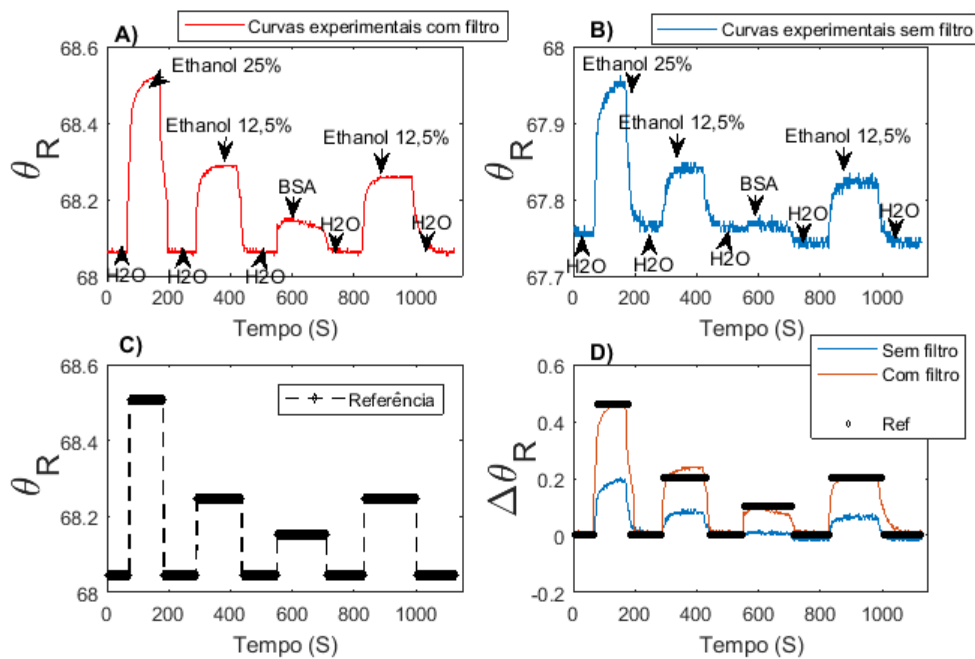 A)
Curvas experimentais com filtro
68.6
68.4
68.2
68
θR
Ethanol 25%
Ethanol 12,5%
BSA
Ethanol 12,5%
H2O
H2O
H2O
H2O
H2O
0 200 400 600 800 1000
Tempo (S)
B)
Curvas experimentais sem filtro
68
67.9
67.8
67.7
θR
Ethanol 25%
Ethanol 12,5%
BSA
Ethanol 12,5%
H2O
H2O
H2O
H2O
H2O
0 200 400 600 800 1000
Tempo (S)
C)
Referência
68.6
68.4
68.2
68
θR
0 200 400 600 800 1000
Tempo (S)
D)
Sem filtro
Com filtro
Ref
0.6
0.4
0.2
0
-0.2
ΔθR
0 200 400 600 800 1000
Tempo (S)